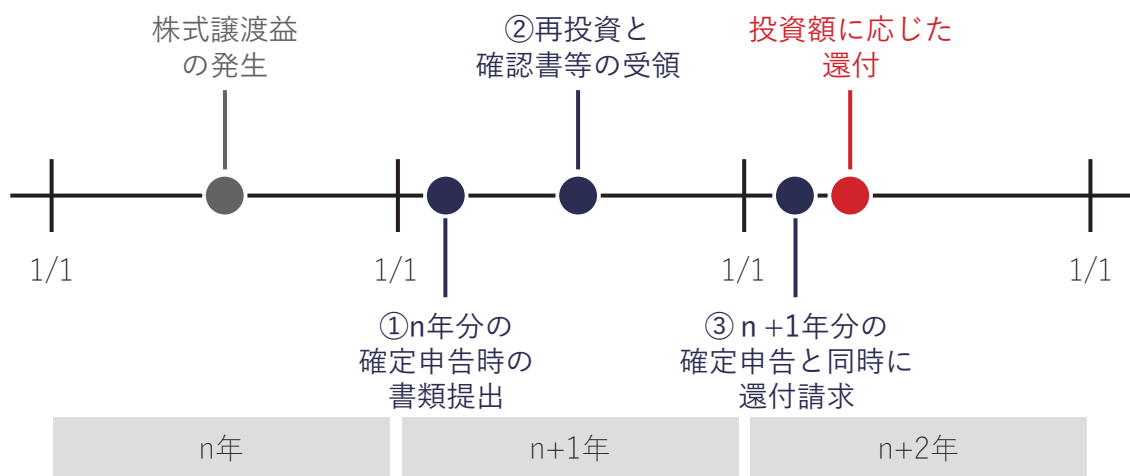 株式譲渡益
の発生
②再投資と
確認書等の受領
投資額に応じた
還付
1/1
1/1
1/1
1/1
①n年分の
確定申告時の
書類提出
③n+1年分の
確定申告と同時に
還付請求
n年
n+1年
n+2年